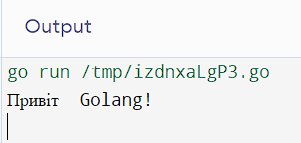 Output
go run /tmp/izdnxaLgP3.go
Привіт  Golang!